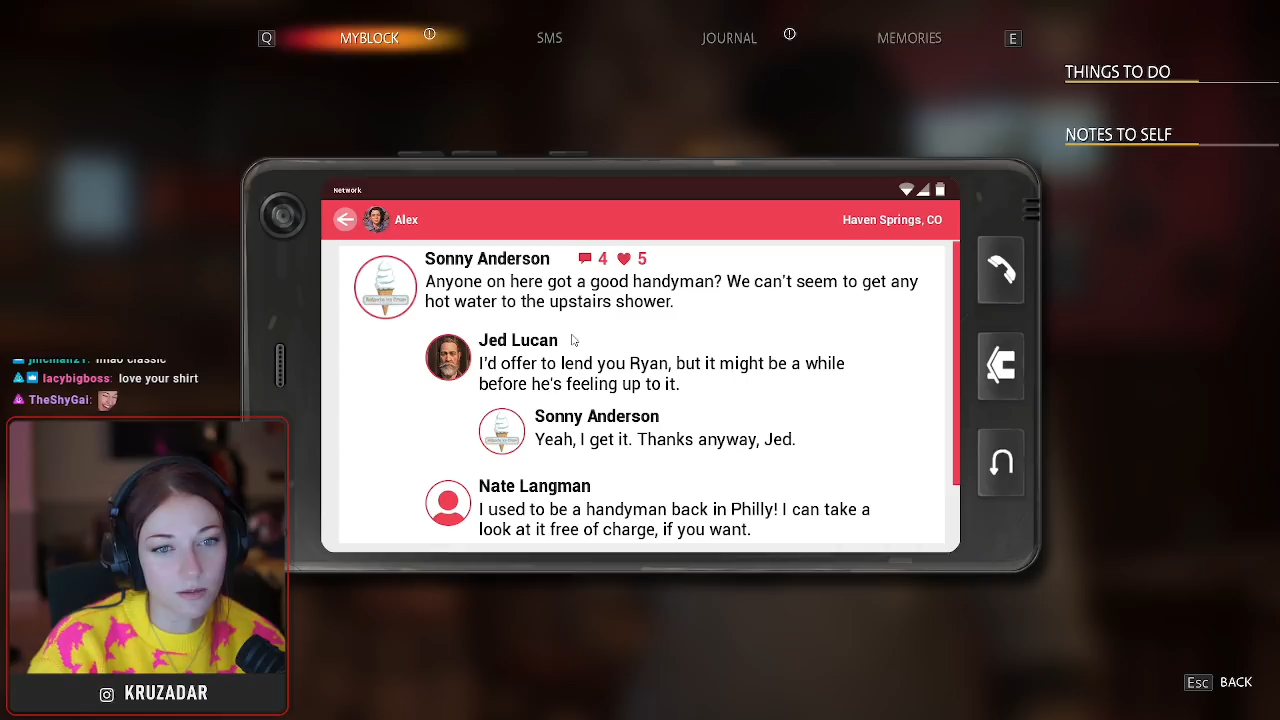 Q
MYBLOCK
SMS
JOURNAL
MEMORIES
E
THINGS TO DO
NOTES TO SELF
Network
Alex
Haven Springs, CO
Sonny Anderson 4 5
Anyone on here got a good handyman? We can't seem to get any
hot water to the upstairs shower.
Jed Lucan
I'd offer to lend you Ryan, but it might be a while
before he's feeling up to it.
Sonny Anderson
Yeah, I get it. Thanks anyway, Jed.
Nate Langman
I used to be a handyman back in Philly! I can take a
look at it free of charge, if you want.
lmao classic
lacybigboss: love your shirt
TheShyGai:
KRUZADAR
Esc BACK